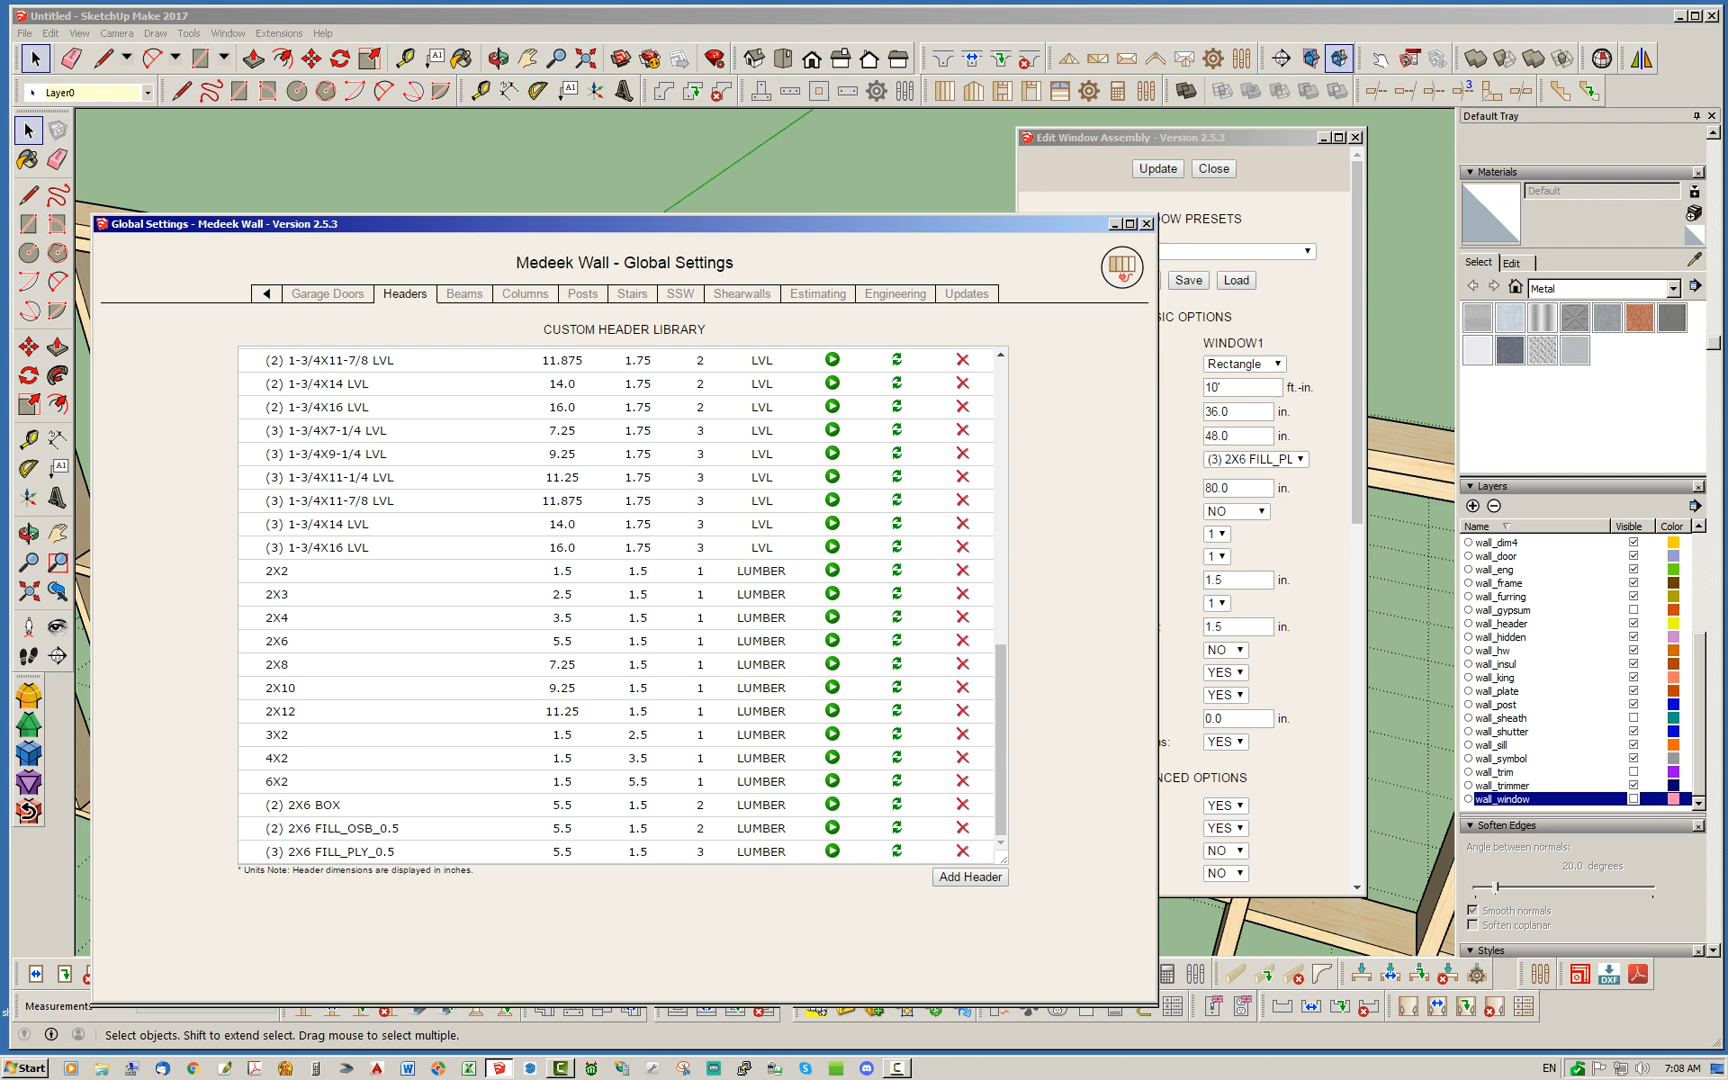 Untitled - SketchUp Make 2017
File Edit View Camera Draw Tools Window Extensions Help
Layer0
Default Tray
Edit Window Assembly - Version 2.5.3
Update Close
OW PRESETS
Save Load
SIC OPTIONS
WINDOW1
Rectangle
10' ft.-in.
36.0 in.
48.0 in.
(3) 2X6 FILL_PL
80.0 in.
NO
1
1
1.5 in.
1
1.5 in.
NO
YES
YES
0.0 in.
s: YES
NCED OPTIONS
YES
YES
NO
NO
Global Settings - Medeek Wall - Version 2.5.3
Medeek Wall - Global Settings
Garage Doors Headers Beams Columns Posts Stairs SSW Shearwalls Estimating Engineering Updates
CUSTOM HEADER LIBRARY
(2) 1-3/4X11-7/8 LVL 11.875 1.75 2 LVL
(2) 1-3/4X14 LVL 14.0 1.75 2 LVL
(2) 1-3/4X16 LVL 16.0 1.75 2 LVL
(3) 1-3/4X7-1/4 LVL 7.25 1.75 3 LVL
(3) 1-3/4X9-1/4 LVL 9.25 1.75 3 LVL
(3) 1-3/4X11-1/4 LVL 11.25 1.75 3 LVL
(3) 1-3/4X11-7/8 LVL 11.875 1.75 3 LVL
(3) 1-3/4X14 LVL 14.0 1.75 3 LVL
(3) 1-3/4X16 LVL 16.0 1.75 3 LVL
2X2 1.5 1.5 1 LUMBER
2X3 2.5 1.5 1 LUMBER
2X4 3.5 1.5 1 LUMBER
2X6 5.5 1.5 1 LUMBER
2X8 7.25 1.5 1 LUMBER
2X10 9.25 1.5 1 LUMBER
2X12 11.25 1.5 1 LUMBER
3X2 1.5 2.5 1 LUMBER
4X2 1.5 3.5 1 LUMBER
6X2 1.5 5.5 1 LUMBER
(2) 2X6 BOX 5.5 1.5 2 LUMBER
(2) 2X6 FILL_OSB_0.5 5.5 1.5 2 LUMBER
(3) 2X6 FILL_PLY_0.5 5.5 1.5 3 LUMBER
* Units Note: Header dimensions are displayed in inches.
Add Header
Materials
Default
Select Edit
Metal
Layers
Name Visible Color
wall_dim4
wall_door
wall_eng
wall_frame
wall_furring
wall_gypsum
wall_header
wall_hidden
wall_hw
wall_insul
wall_king
wall_plate
wall_post
wall_sheath
wall_shutter
wall_sill
wall_symbol
wall_trim
wall_trimmer
wall_window
Soften Edges
Angle between normals:
20.0 degrees
Smooth normals
Soften coplanar
Styles
DXF
Measurements
Select objects. Shift to extend select. Drag mouse to select multiple.
Start
EN 7:08 AM